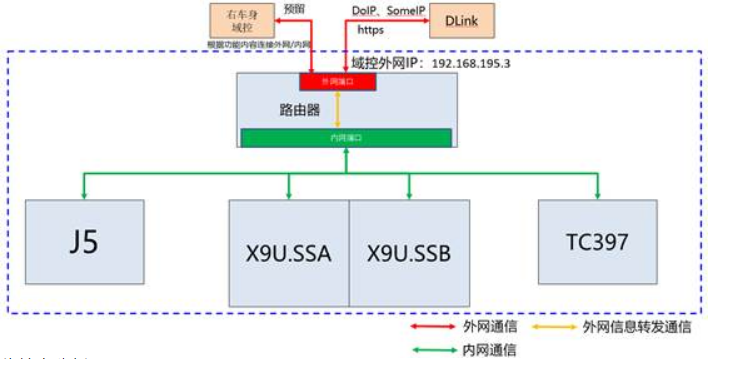 右车身
域控
预留
DoIP、SomeIP
https
DLink
根据功能内容连接外网/内网
域控外网IP：192.168.195.3
外网端口
路由器
内网端口
J5
X9U.SSA
X9U.SSB
TC397
外网通信
外网信息转发通信
内网通信